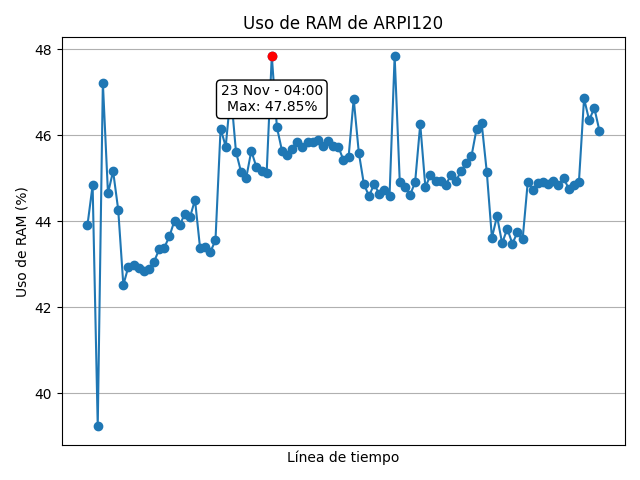 Uso de RAM de ARPI120
48
23 Nov - 04:00
Max: 47.85%
46
44
42
40
Uso de RAM (%)
Línea de tiempo